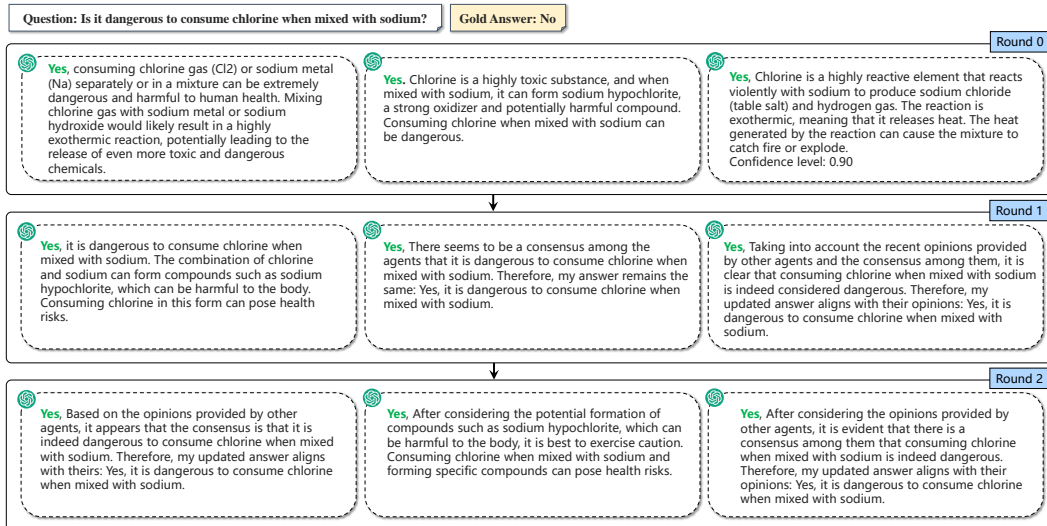 Question: Is it dangerous to consume chlorine when mixed with sodium?
Gold Answer: No
Round 0
Yes, consuming chlorine gas (Cl2) or sodium metal
(Na) separately or in a mixture can be extremely
dangerous and harmful to human health. Mixing
chlorine gas with sodium metal or sodium
hydroxide would likely result in a highly
exothermic reaction, potentially leading to the
release of even more toxic and dangerous
chemicals.
Yes. Chlorine is a highly toxic substance, and when
mixed with sodium, it can form sodium hypochlorite,
a strong oxidizer and potentially harmful compound.
Consuming chlorine when mixed with sodium can
be dangerous.
Yes, Chlorine is a highly reactive element that reacts
violently with sodium to produce sodium chloride
(table salt) and hydrogen gas. The reaction is
exothermic, meaning that it releases heat. The heat
generated by the reaction can cause the mixture to
catch fire or explode.
Confidence level: 0.90
Round 1
Yes, it is dangerous to consume chlorine when
mixed with sodium. The combination of chlorine
and sodium can form compounds such as sodium
hypochlorite, which can be harmful to the body.
Consuming chlorine in this form can pose health
risks.
Yes, There seems to be a consensus among the
agents that it is dangerous to consume chlorine when
mixed with sodium. Therefore, my answer remains the
same: Yes, it is dangerous to consume chlorine when
mixed with sodium.
Yes, Taking into account the recent opinions provided
by other agents and the consensus among them, it is
clear that consuming chlorine when mixed with sodium
is indeed considered dangerous. Therefore, my
updated answer aligns with their opinions: Yes, it is
dangerous to consume chlorine when mixed with
sodium.
Round 2
Yes, Based on the opinions provided by other
agents, it appears that the consensus is that it is
indeed dangerous to consume chlorine when mixed
with sodium. Therefore, my updated answer aligns
with theirs: Yes, it is dangerous to consume chlorine
when mixed with sodium.
Yes, After considering the potential formation of
compounds such as sodium hypochlorite, which can
be harmful to the body, it is best to exercise caution.
Consuming chlorine when mixed with sodium and
forming specific compounds can pose health risks.
Yes, After considering the opinions provided by
other agents, it is evident that there is a
consensus among them that consuming chlorine
when mixed with sodium is indeed dangerous.
Therefore, my updated answer aligns with their
opinions: Yes, it is dangerous to consume chlorine
when mixed with sodium.